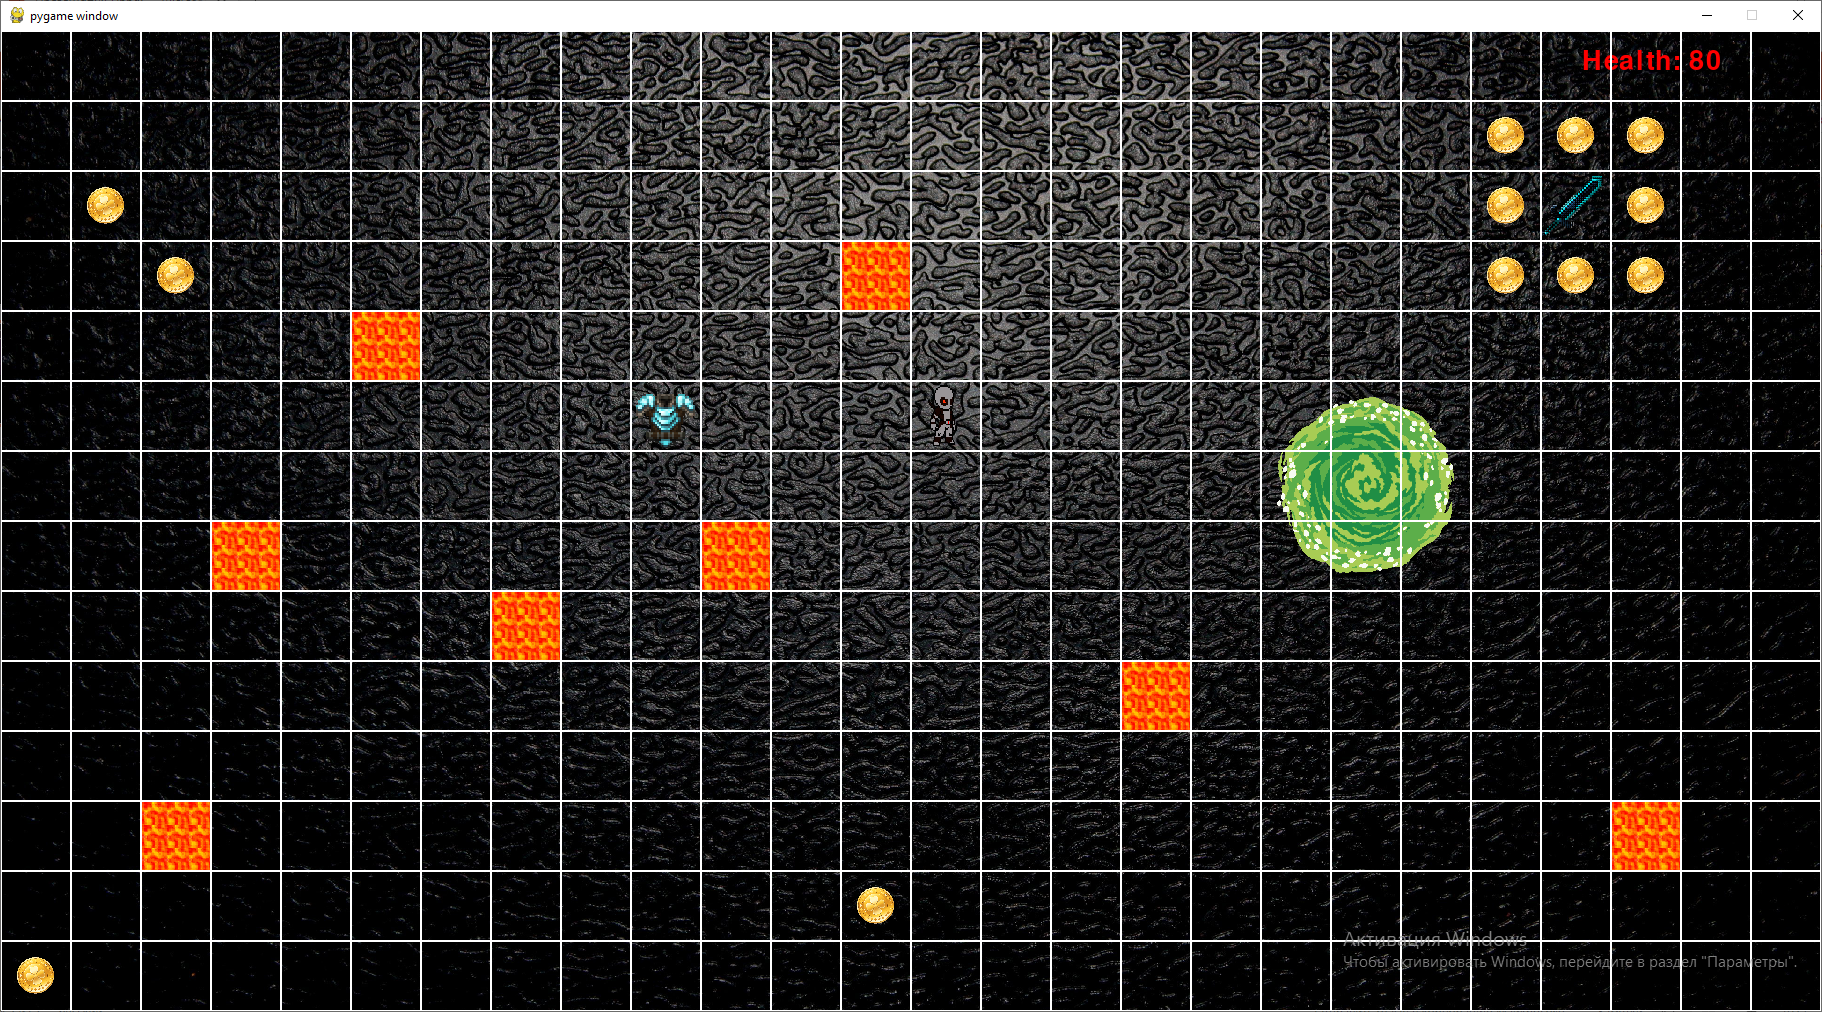 pygame window
Health: 80
Активация Windows
Чтобы активировать Windows, перейдите в раздел "Параметры".